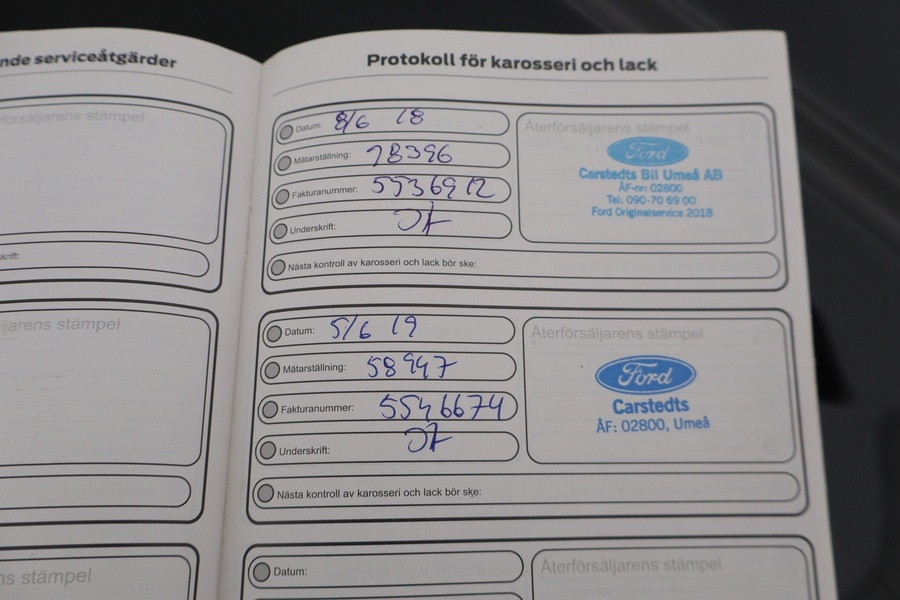 nde serviceåtgärder
försäljarens stämpel
krift:
ljarens stämpel
ns stämpel
Protokoll för karosseri och lack
Datum: 8/6 18
Mätarställning: 78396
Fakturanummer: 5536912
Underskrift:
Återförsäljarens stämpel
Ford
Carstedts Bil Umeå AB
ÅF-nr: 02800
Tel: 090-70 69 00
Ford Originalservice 2018
Nästa kontroll av karosseri och lack bör ske:
Datum: 5/6 19
Mätarställning: 58947
Fakturanummer: 5546674
Underskrift:
Återförsäljarens stämpel
Ford
Carstedts
ÅF: 02800, Umeå
Nästa kontroll av karosseri och lack bör ske:
Datum:
Återförsäljarens stämpel